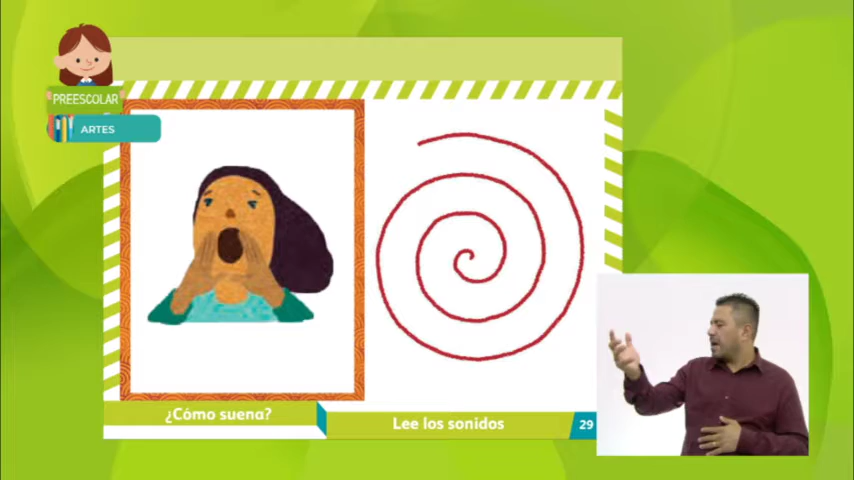 PREESCOLAR
ARTES
¿Cómo suena?
Lee los sonidos
29